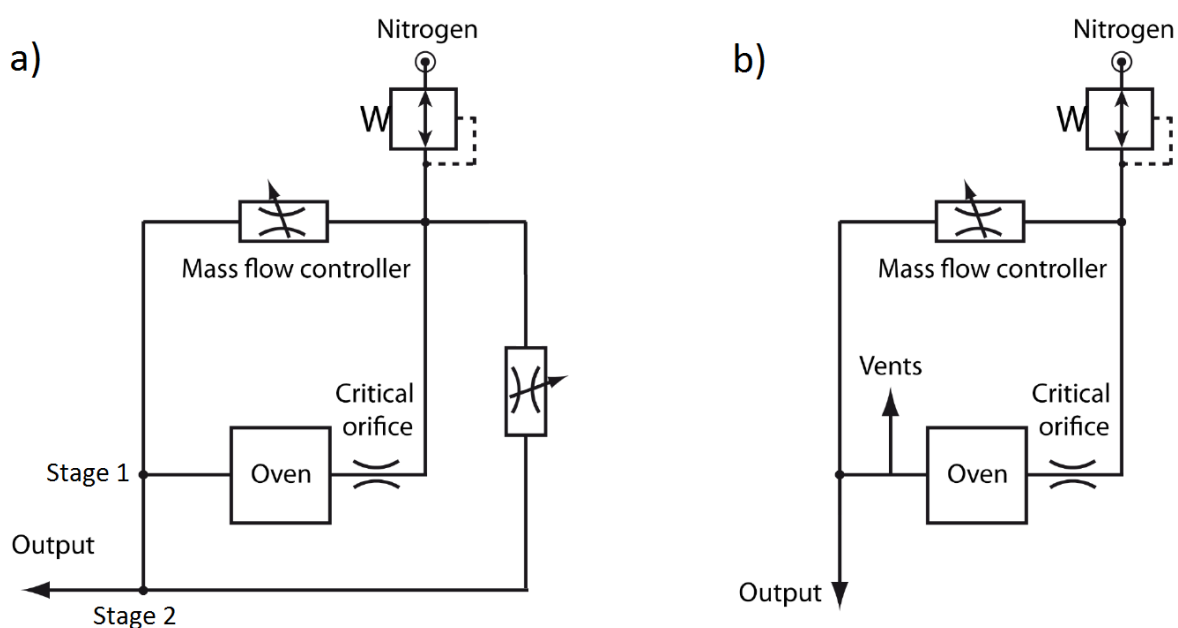 a)
Nitrogen
W
Mass flow controller
Critical
orifice
Stage 1
Oven
Output
Stage 2
b)
Nitrogen
W
Mass flow controller
Vents
Critical
orifice
Oven
Output